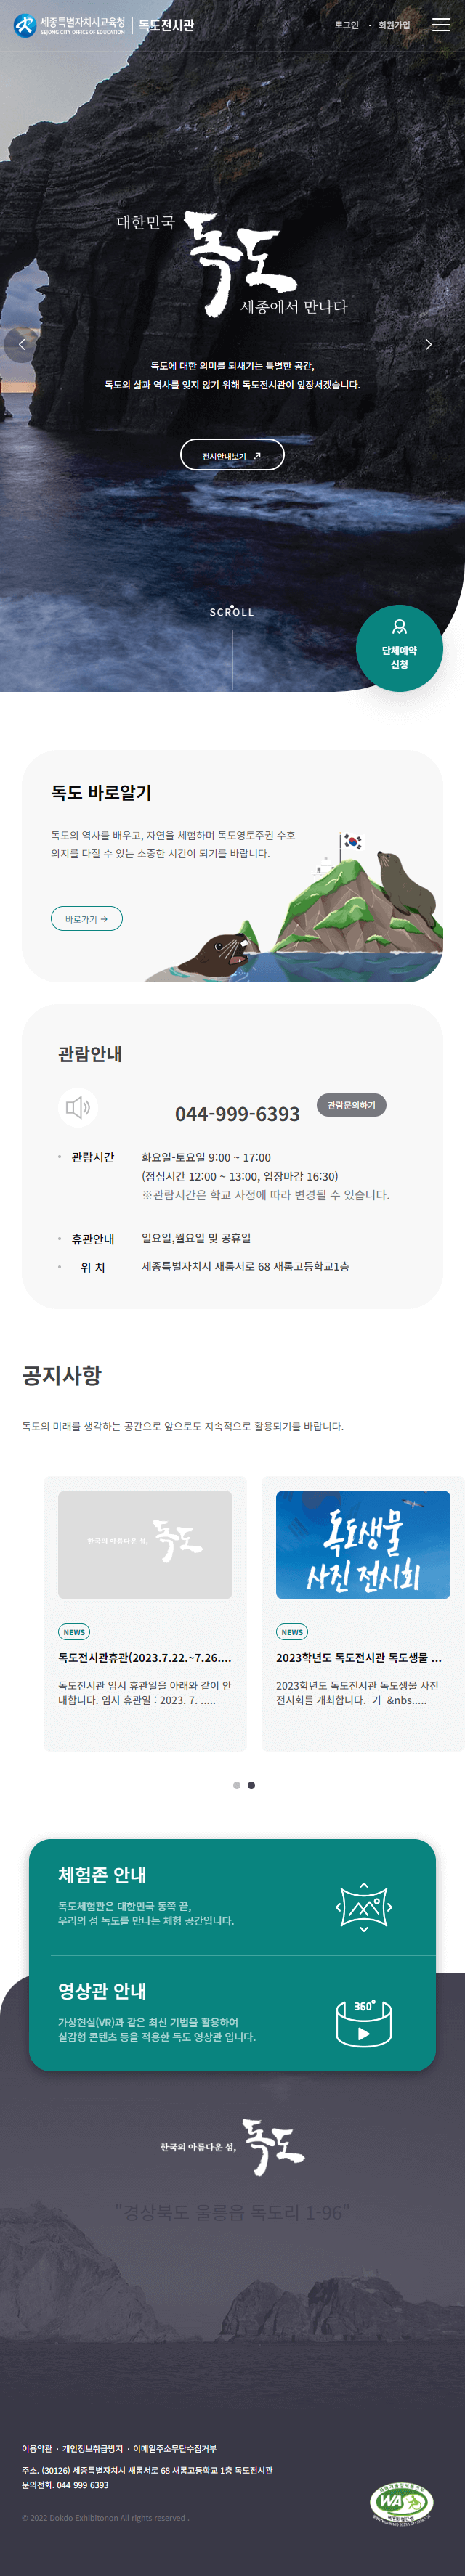 세종특별자치시교육청
SEJONG CITY OFFICE OF EDUCATION
독도전시관
로그인 • 회원가입
대한민국
독도
세종에서 만나다
독도에 대한 의미를 되새기는 특별한 공간,
독도의 삶과 역사를 잊지 않기 위해 독도전시관이 앞장서겠습니다.
전시안내보기
SCROLL
단체예약
신청
독도 바로알기
독도의 역사를 배우고, 자연을 체험하며 독도영토주권 수호
의지를 다질 수 있는 소중한 시간이 되기를 바랍니다.
바로가기 →
관람안내
044-999-6393
관람문의하기
관람시간
화요일-토요일 9:00 ~ 17:00
(점심시간 12:00 ~ 13:00, 입장마감 16:30)
※관람시간은 학교 사정에 따라 변경될 수 있습니다.
휴관안내
일요일,월요일 및 공휴일
위 치
세종특별자치시 새롬서로 68 새롬고등학교1층
공지사항
독도의 미래를 생각하는 공간으로 앞으로도 지속적으로 활용되기를 바랍니다.
한국의 아름다운 섬, 독도
NEWS
독도전시관휴관(2023.7.22.~7.26....
독도전시관 임시 휴관일을 아래와 같이 안
내합니다. 임시 휴관일 : 2023. 7. .....
독도생물
사진 전시회
NEWS
2023학년도 독도전시관 독도생물 ...
2023학년도 독도전시관 독도생물 사진
전시회를 개최합니다. 기 &nbs.....
체험존 안내
독도체험관은 대한민국 동쪽 끝,
우리의 섬 독도를 만나는 체험 공간입니다.
영상관 안내
가상현실(VR)과 같은 최신 기법을 활용하여
실감형 콘텐츠 등을 적용한 독도 영상관 입니다.
360°
한국의 아름다운 섬, 독도
"경상북도 울릉읍 독도리 1-96"
이용약관 • 개인정보취급방지 • 이메일주소무단수집거부
주소. (30126) 세종특별자치시 새롬서로 68 새롬고등학교 1층 독도전시관
문의전화. 044-999-6393
© 2022 Dokdo Exhibitonon All rights reserved .
WA